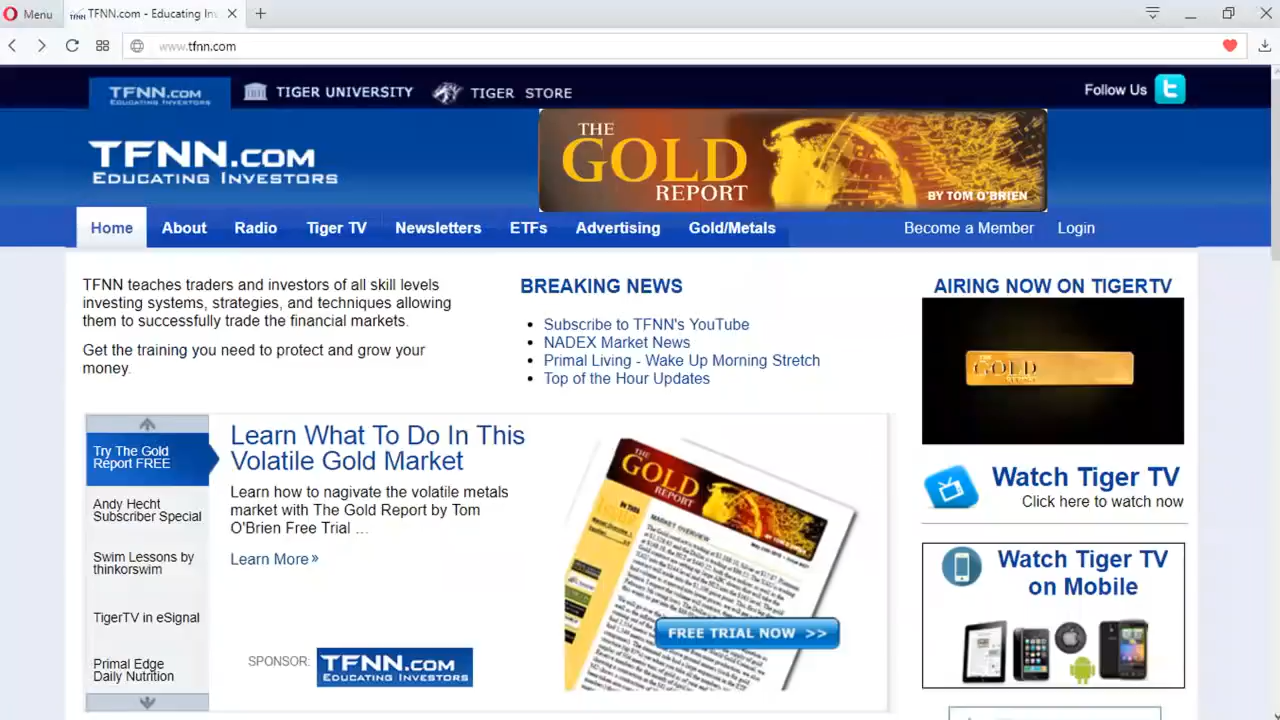 Menu
TFNN.com - Educating In
www.tfnn.com
TFNN.COM
EDUCATING INVESTORS
TIGER UNIVERSITY
TIGER STORE
Follow Us
TFNN.COM
EDUCATING INVESTORS
THE
GOLD
REPORT
BY TOM O'BRIEN
Home
About
Radio
Tiger TV
Newsletters
ETFs
Advertising
Gold/Metals
Become a Member
Login
TFNN teaches traders and investors of all skill levels
investing systems, strategies, and techniques allowing
them to successfully trade the financial markets.
Get the training you need to protect and grow your
money.
BREAKING NEWS
Subscribe to TFNN's YouTube
NADEX Market News
Primal Living - Wake Up Morning Stretch
Top of the Hour Updates
AIRING NOW ON TIGERTV
THE
GOLD
REPORT
Watch Tiger TV
Click here to watch now
Watch Tiger TV
on Mobile
Try The Gold
Report FREE
Andy Hecht
Subscriber Special
Swim Lessons by
thinkorswim
TigerTV in eSignal
Primal Edge
Daily Nutrition
Learn What To Do In This
Volatile Gold Market
Learn how to nagivate the volatile metals
market with The Gold Report by Tom
O'Brien Free Trial ...
Learn More »
SPONSOR:
TFNN.COM
EDUCATING INVESTORS
THE
GOLD
REPORT
BY TOM O'BRIEN
MARKET OVERVIEW
FREE TRIAL NOW >>